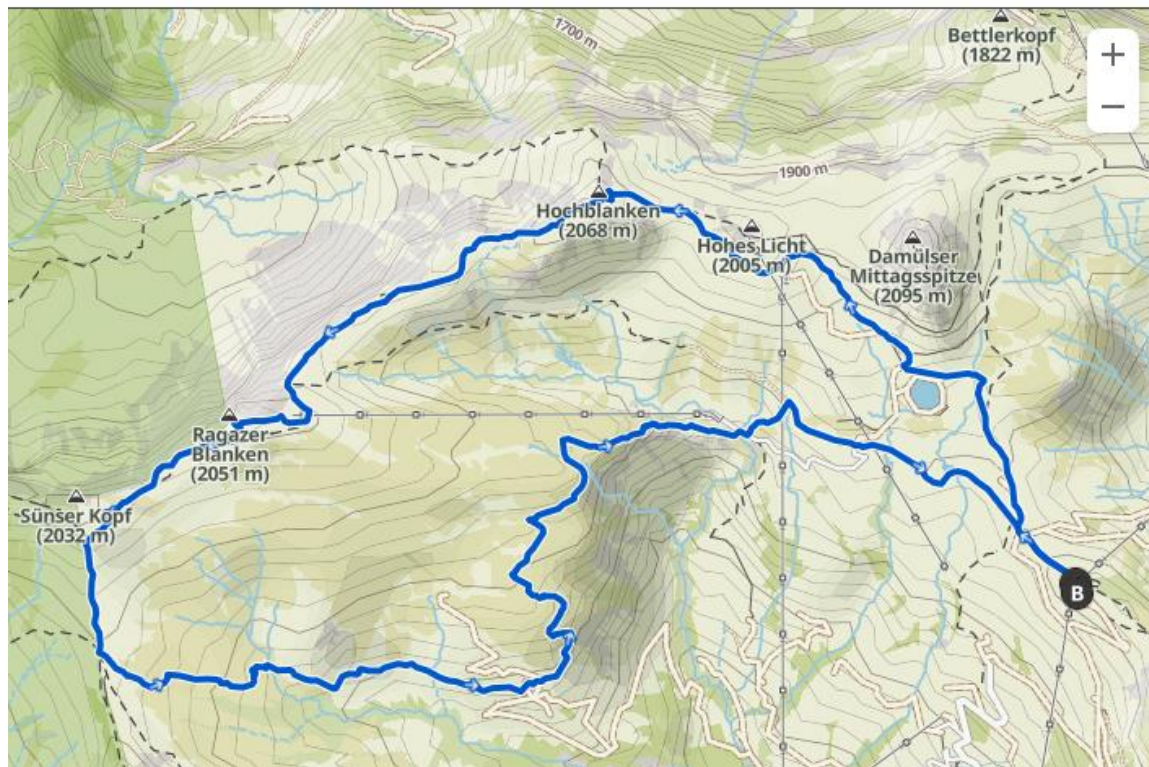 1700 m
Bettlerkopf
(1822 m)
+
−
1900 m
Hochblanken
(2068 m)
Hohes Licht
(2005 m)
Damülser
Mittagsspitze
(2095 m)
Ragazer
Blanken
(2051 m)
Sünser Kopf
(2032 m)
B